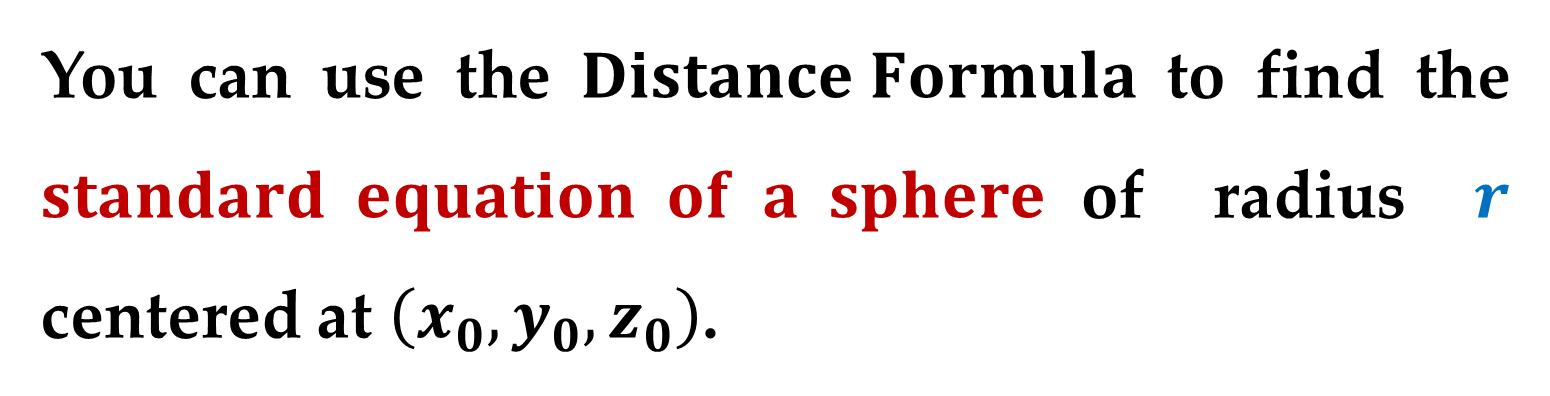 You can use the Distance Formula to find the
standard equation of a sphere of radius r
centered at (x₀, y₀, z₀).